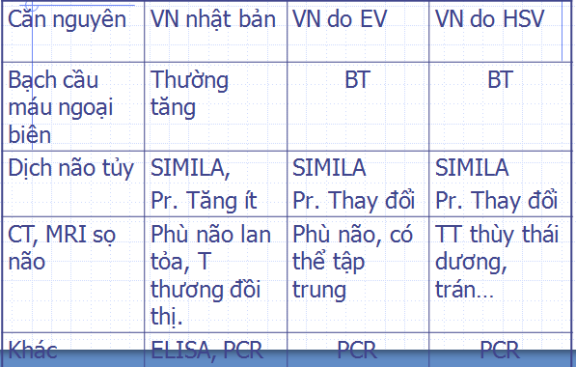 Căn nguyên
VN nhật bản
VN do EV
VN do HSV
Bạch cầu
máu ngoại
biên
Thường
tăng
BT
BT
Dịch não tủy
SIMILA,
Pr. Tăng ít
SIMILA
Pr. Thay đổi
SIMILA
Pr. Thay đổi
CT, MRI sọ
não
Phù não lan
tỏa, T
thương đồi
thị.
Phù não, có
thể tập
trung
TT thùy thái
dương,
trán...
Khác
ELISA, PCR
PCR
PCR